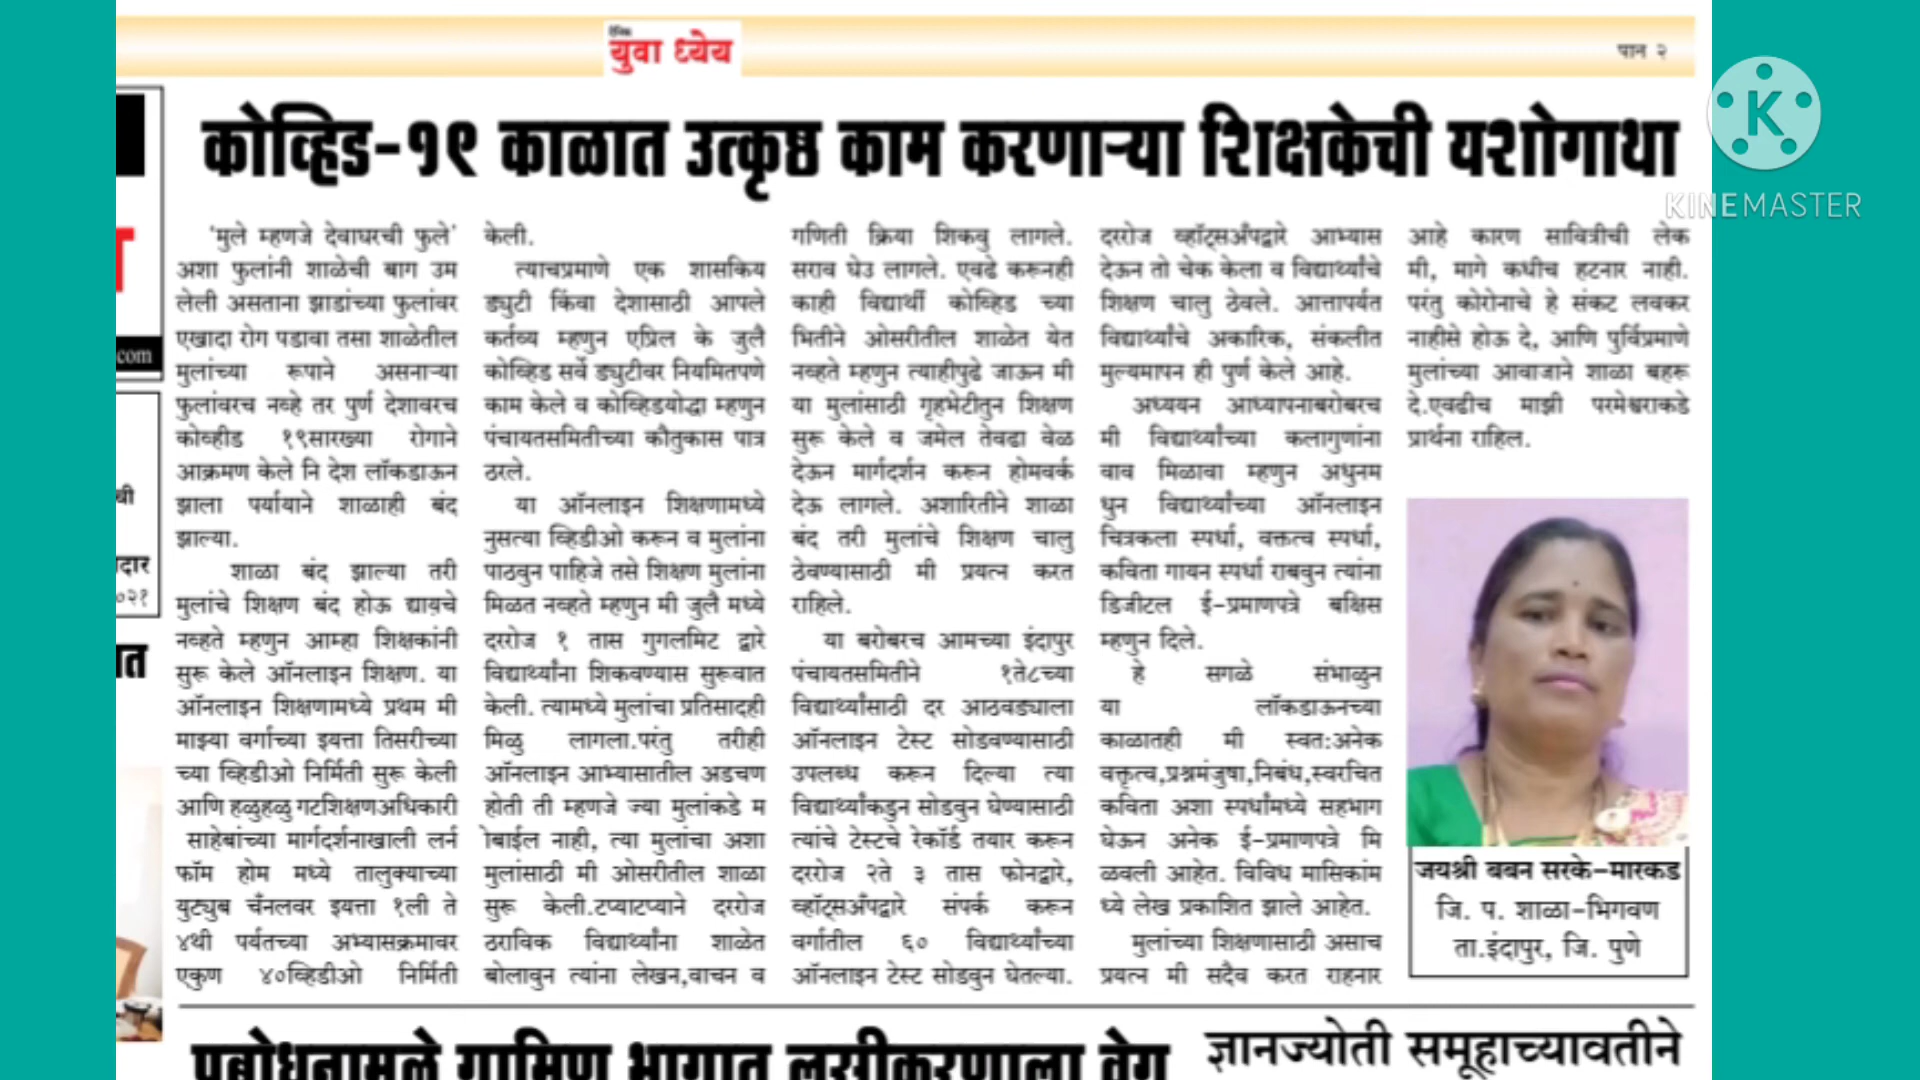 दैनिक
युवा ध्येय
पान २
KINEMASTER
कोव्हिड-१९ काळात उत्कृष्ठ काम करणाऱ्या शिक्षकेची यशोगाथा
'मुले म्हणजे देवाघरची फुले'
अशा फुलांनी शाळेची बाग उम
लेली असताना झाडांच्या फुलांवर
एखादा रोग पडावा तसा शाळेतील
मुलांच्या रूपाने असनाऱ्या
फुलांवरच नव्हे तर पुर्ण देशावरच
कोव्हीड १९सारख्या रोगाने
आक्रमण केले नि देश लॉकडाऊन
झाला पर्यायाने शाळाही बंद
झाल्या.
शाळा बंद झाल्या तरी
मुलांचे शिक्षण बंद होऊ द्यायचे
नव्हते म्हणुन आम्हा शिक्षकांनी
सुरू केले ऑनलाइन शिक्षण. या
ऑनलाइन शिक्षणामध्ये प्रथम मी
माझ्या वर्गाच्या इयत्ता तिसरीच्या
च्या व्हिडीओ निर्मिती सुरू केली
आणि हळुहळु गटशिक्षणअधिकारी
साहेबांच्या मार्गदर्शनाखाली लर्न
फॉम होम मध्ये तालुक्याच्या
युट्युब चॅनलवर इयत्ता १ली ते
४थी पर्यतच्या अभ्यासक्रमावर
एकुण ४०व्हिडीओ निर्मिती
केली.
त्याचप्रमाणे एक शासकिय
ड्युटी किंवा देशासाठी आपले
कर्तव्य म्हणुन एप्रिल के जुलै
कोव्हिड सर्वे ड्युटीवर नियमितपणे
काम केले व कोव्हिडयोद्धा म्हणुन
पंचायतसमितीच्या कौतुकास पात्र
ठरले.
या ऑनलाइन शिक्षणामध्ये
नुसत्या व्हिडीओ करून व मुलांना
पाठवुन पाहिजे तसे शिक्षण मुलांना
मिळत नव्हते म्हणुन मी जुलै मध्ये
दररोज १ तास गुगलमिट द्वारे
विद्यार्थ्यांना शिकवण्यास सुरूवात
केली. त्यामध्ये मुलांचा प्रतिसादही
मिळु लागला.परंतु तरीही
ऑनलाइन आभ्यासातील अडचण
होती ती म्हणजे ज्या मुलांकडे म
ोबाईल नाही, त्या मुलांचा अशा
मुलांसाठी मी ओसरीतील शाळा
सुरू केली.टप्याटप्याने दररोज
ठराविक विद्यार्थ्यांना शाळेत
बोलावुन त्यांना लेखन,वाचन व
गणिती क्रिया शिकवु लागले.
सराव घेउ लागले. एवढे करूनही
काही विद्यार्थी कोव्हिड च्या
भितीने ओसरीतील शाळेत येत
नव्हते म्हणुन त्याहीपुढे जाऊन मी
या मुलांसाठी गृहभेटीतुन शिक्षण
सुरू केले व जमेल तेवढा वेळ
देऊन मार्गदर्शन करून होमवर्क
देऊ लागले. अशारितीने शाळा
बंद तरी मुलांचे शिक्षण चालु
ठेवण्यासाठी मी प्रयत्न करत
राहिले.
या बरोबरच आमच्या इंदापुर
पंचायतसमितीने १ते८च्या
विद्यार्थ्यांसाठी दर आठवड्याला
ऑनलाइन टेस्ट सोडवण्यासाठी
उपलब्ध करून दिल्या त्या
विद्यार्थ्यांकडुन सोडवुन घेण्यासाठी
त्यांचे टेस्टचे रेकॉर्ड तयार करून
दररोज २ते ३ तास फोनद्वारे,
व्हॉट्सॲपद्वारे संपर्क करून
वर्गातील ६० विद्यार्थ्यांच्या
ऑनलाइन टेस्ट सोडवुन घेतल्या.
दररोज व्हॉट्सॲपद्वारे आभ्यास
देऊन तो चेक केला व विद्यार्थ्यांचे
शिक्षण चालु ठेवले. आत्तापर्यत
विद्यार्थ्यांचे अकारिक, संकलीत
मुल्यमापन ही पुर्ण केले आहे.
अध्ययन आध्यापनाबरोबरच
मी विद्यार्थ्यांच्या कलागुणांना
वाव मिळावा म्हणुन अधुनम
धुन विद्यार्थ्यांच्या ऑनलाइन
चित्रकला स्पर्धा, वक्तत्व स्पर्धा,
कविता गायन स्पर्धा राबवुन त्यांना
डिजीटल ई-प्रमाणपत्रे बक्षिस
म्हणुन दिले.
हे सगळे संभाळुन
या लॉकडाऊनच्या
काळातही मी स्वत:अनेक
वक्तृत्व,प्रश्नमंजुषा,निबंध,स्वरचित
कविता अशा स्पर्धामध्ये सहभाग
घेऊन अनेक ई-प्रमाणपत्रे मि
ळवली आहेत. विविध मासिकांम
ध्ये लेख प्रकाशित झाले आहेत.
मुलांच्या शिक्षणासाठी असाच
प्रयत्न मी सदैव करत राहनार
आहे कारण सावित्रीची लेक
मी, मागे कधीच हटनार नाही.
परंतु कोरोनाचे हे संकट लवकर
नाहीसे होऊ दे, आणि पुर्विप्रमाणे
मुलांच्या आवाजाने शाळा बहरू
दे.एवढीच माझी परमेश्वराकडे
प्रार्थना राहिल.
जयश्री बबन सरके-मारकड
जि. प. शाळा-भिगवण
ता.इंदापुर, जि. पुणे
.com
ची
दार
०२१
त
प्रबोधनामुळे ग्रामिण भागात लसीकरणाला वेग
ज्ञानज्योती समूहाच्यावतीने